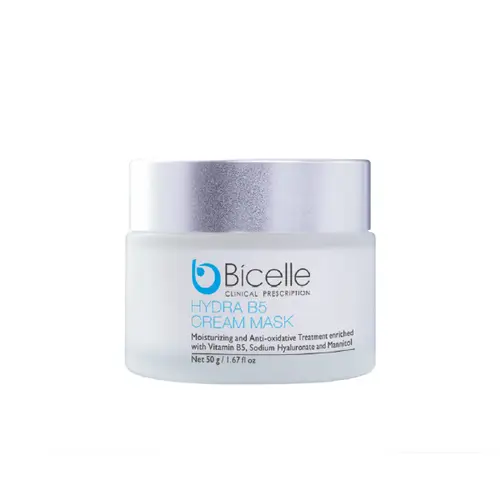 Bicelle
CLINICAL PRESCRIPTION
HYDRA B5
CREAM MASK
Moisturizing and Anti-oxidative Treatment enriched
with Vitamin B5, Sodium Hyaluronate and Mannitol
Net 50 g / 1.67 fl oz